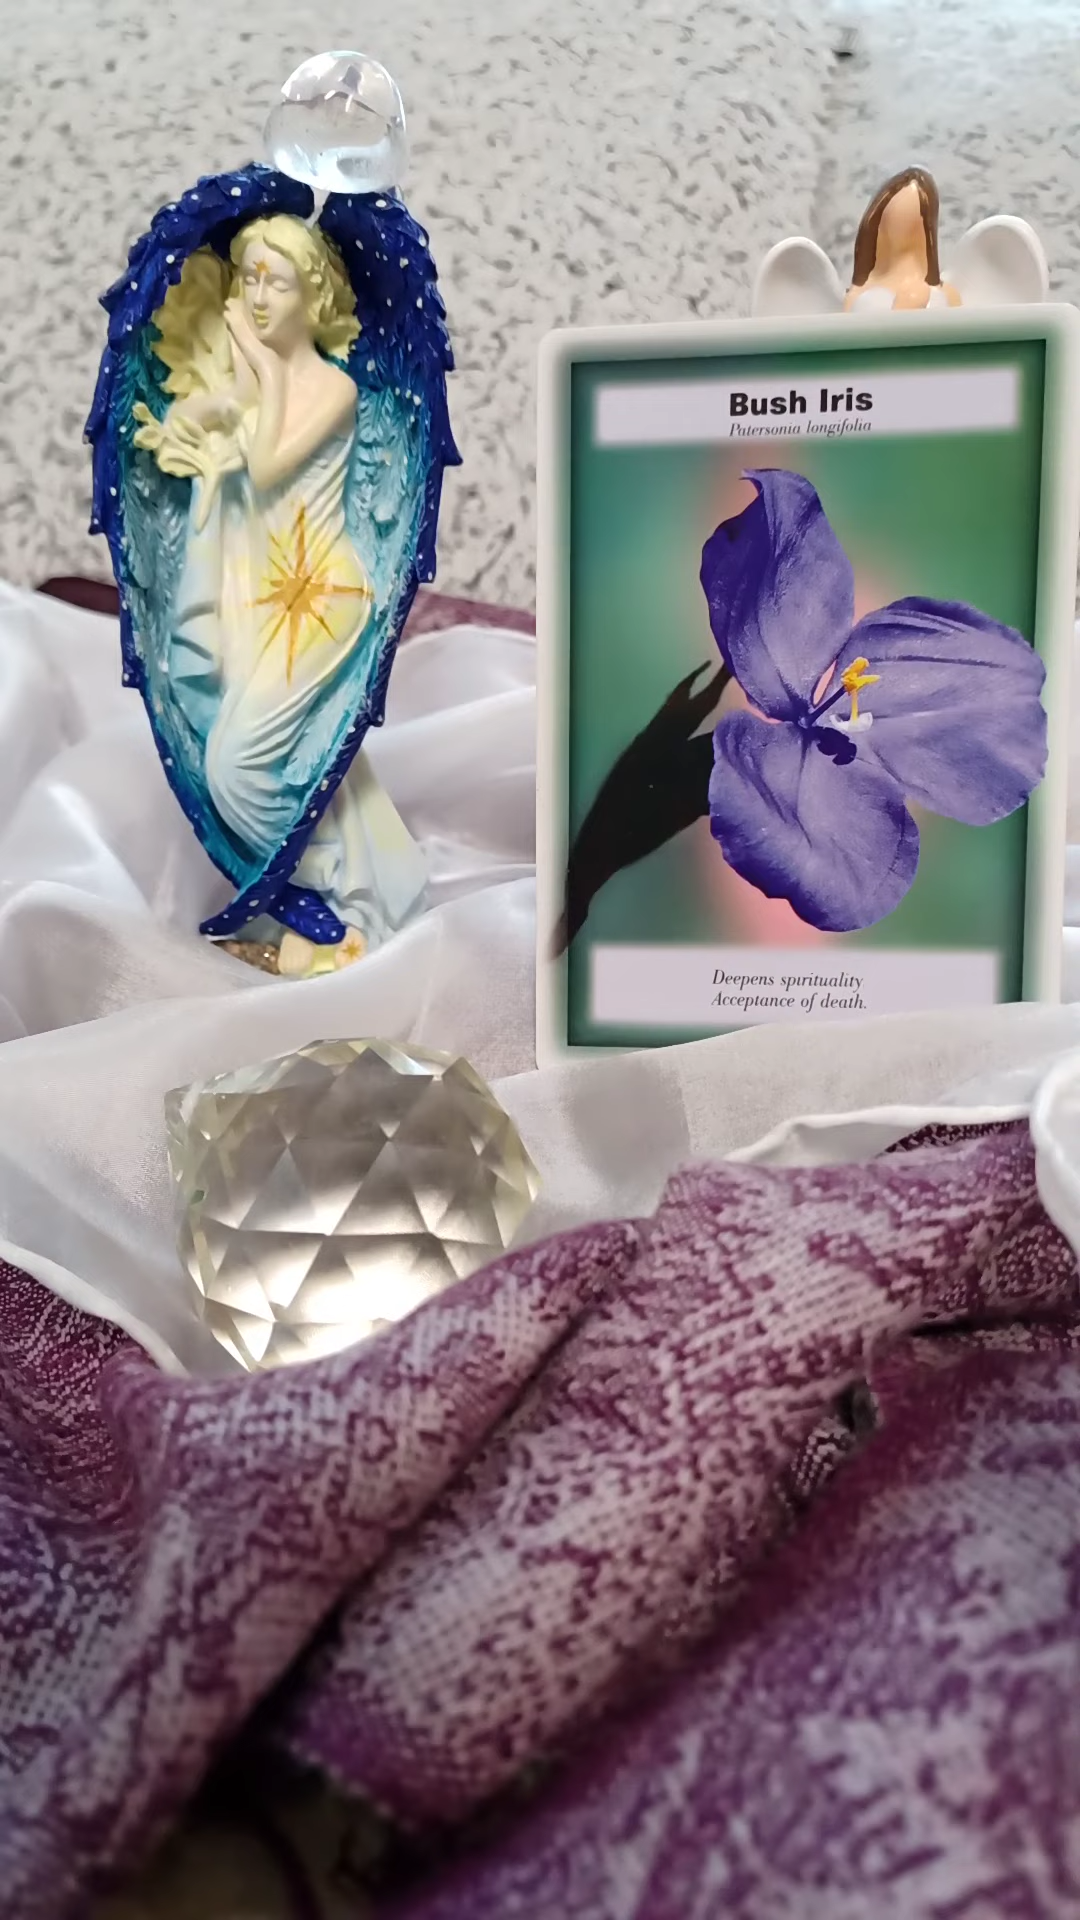 Bush Iris
Patersonia longifolia
Deepens spirituality
Acceptance of death.